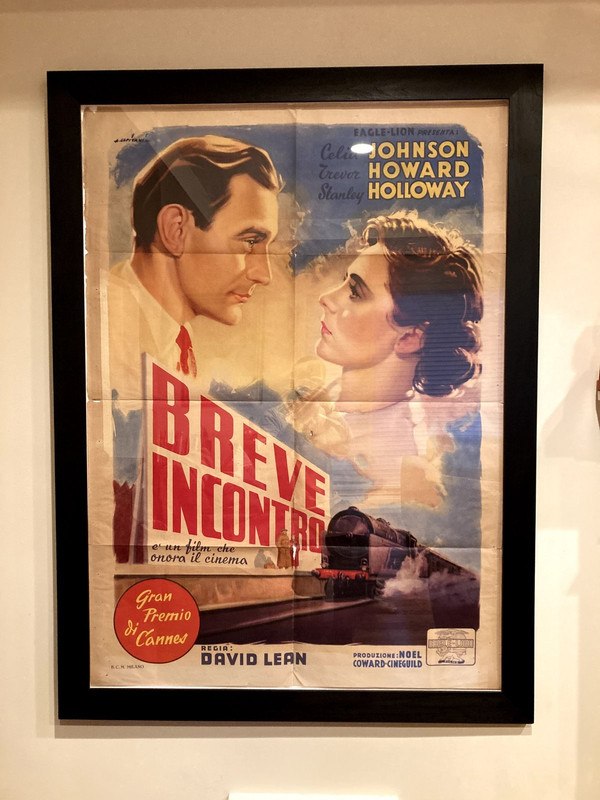 EAGLE-LION PRESENTA:
Celia JOHNSON
Trevor HOWARD
Stanley HOLLOWAY
BREVE
INCONTRO
e' un film che
onora il cinema
Gran
Premio
di
Cannes
REGIA:
DAVID LEAN
PRODUZIONE: NOEL
COWARD-CINEGUILD